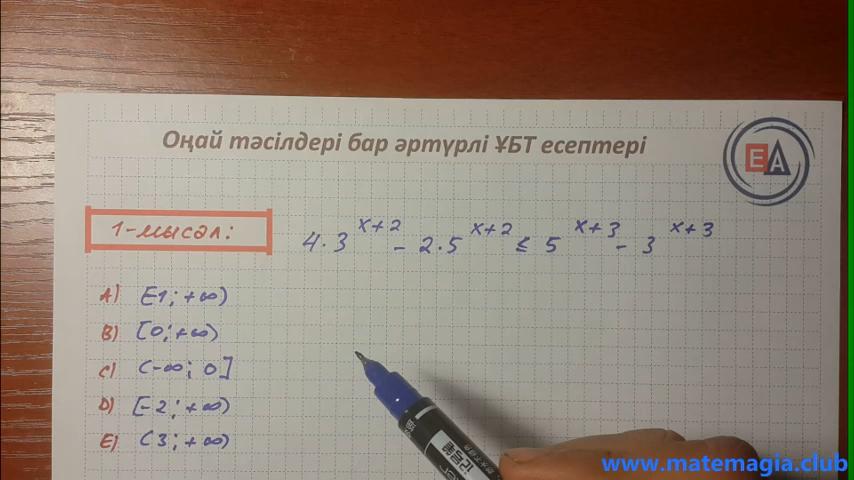 Оңай тәсілдері бар әртүрлі ҰБТ есептері
EA
1-мысал: 4·3^(x+2) - 2·5^(x+2) ≤ 5^(x+3) - 3^(x+3)
A) [1; +∞)
B) [0; +∞)
C) (-∞; 0]
D) [-2; +∞)
E) (3; +∞)
www.matemagia.club